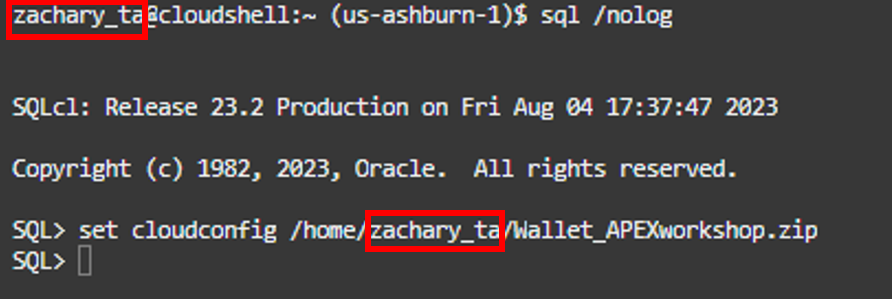 zachary_ta@cloudshell:~ (us-ashburn-1)$ sql /nolog
SQLcl: Release 23.2 Production on Fri Aug 04 17:37:47 2023
Copyright (c) 1982, 2023, Oracle.  All rights reserved.
SQL> set cloudconfig /home/zachary_ta/Wallet_APEXworkshop.zip
SQL>